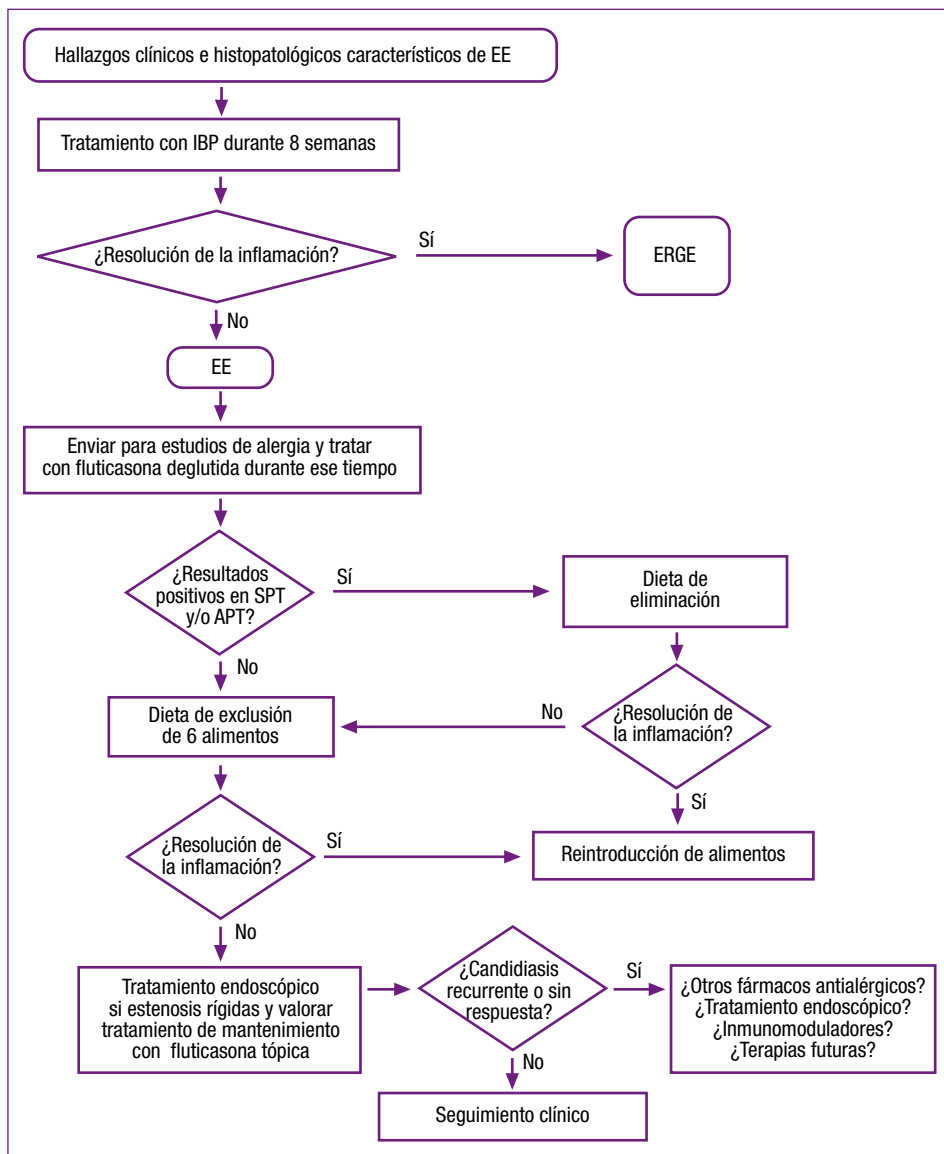 Hallazgos clínicos e histopatológicos característicos de EE
Tratamiento con IBP durante 8 semanas
¿Resolución de la inflamación?
Sí
ERGE
No
EE
Enviar para estudios de alergia y tratar
con fluticasona deglutida durante ese tiempo
¿Resultados
positivos en SPT
y/o APT?
Sí
Dieta de
eliminación
No
Dieta de exclusión
de 6 alimentos
No
¿Resolución de
la inflamación?
Sí
¿Resolución de
la inflamación?
Sí
Reintroducción de alimentos
No
Tratamiento endoscópico
si estenosis rígidas y valorar
tratamiento de mantenimiento
con fluticasona tópica
¿Candidiasis
recurrente o sin
respuesta?
Sí
¿Otros fármacos antialérgicos?
¿Tratamiento endoscópico?
¿Inmunomoduladores?
¿Terapias futuras?
No
Seguimiento clínico